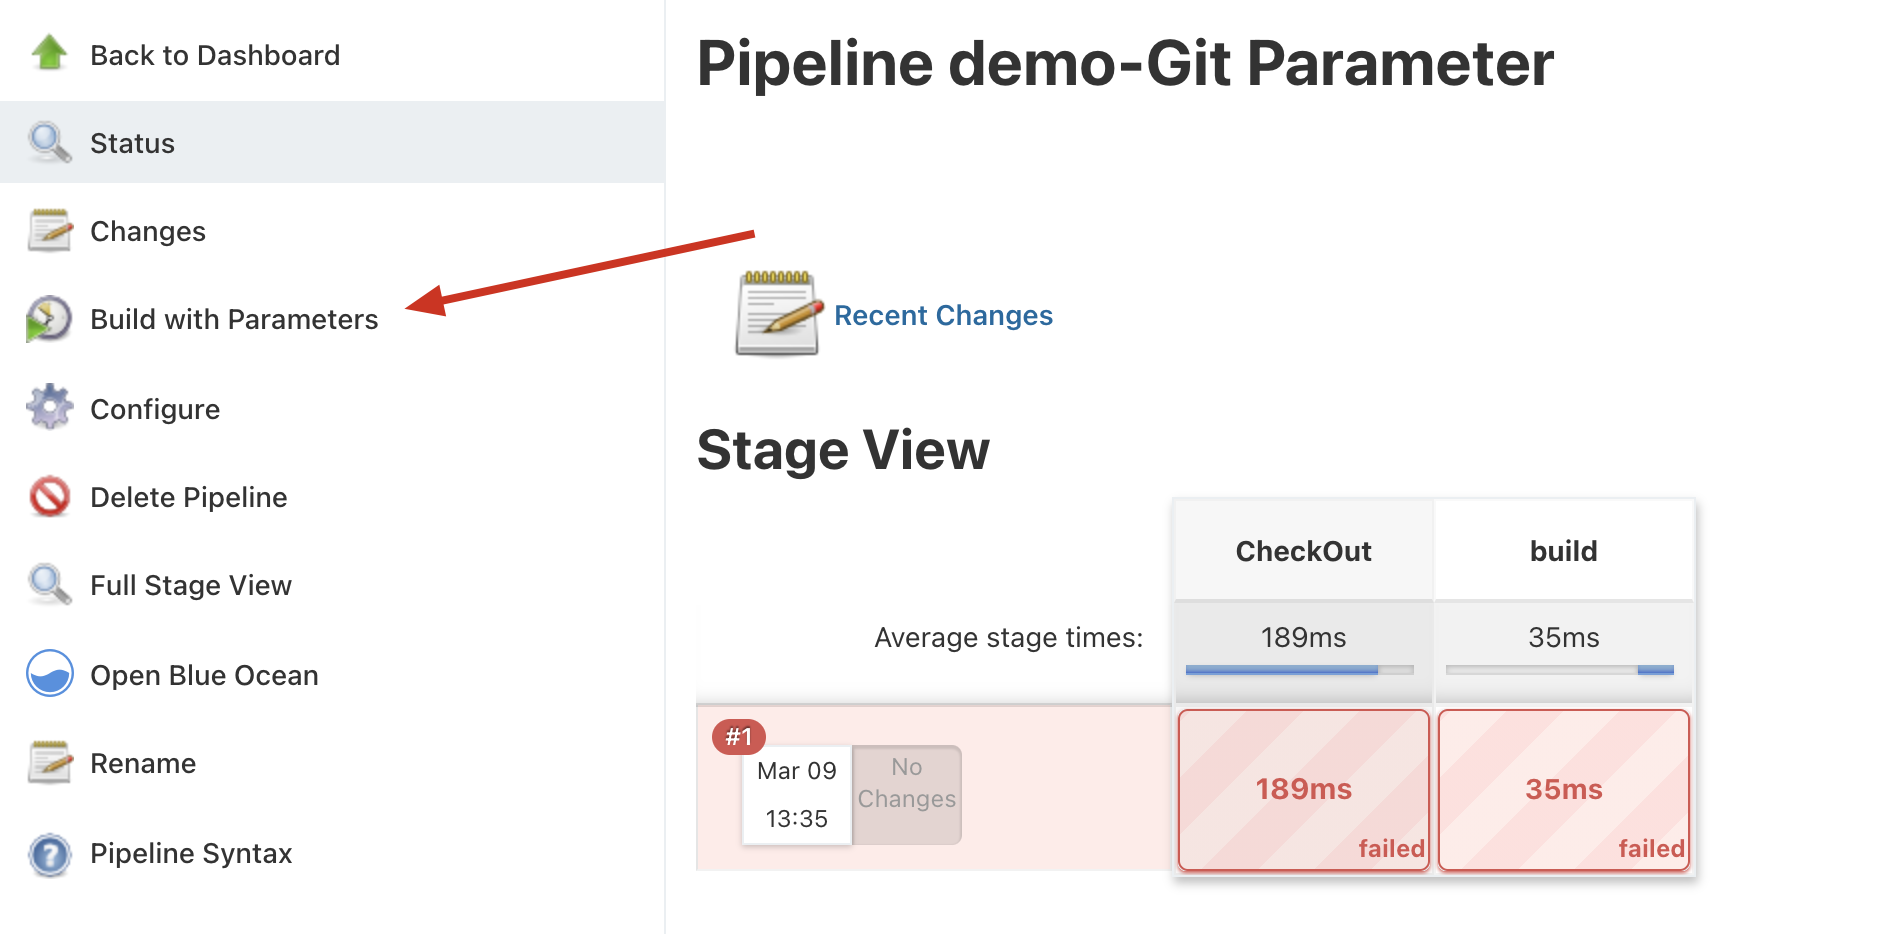 Back to Dashboard
Status
Changes
Build with Parameters
Configure
Delete Pipeline
Full Stage View
Open Blue Ocean
Rename
Pipeline Syntax
Pipeline demo-Git Parameter
Recent Changes
Stage View
CheckOut build
Average stage times: 189ms 35ms
#1
Mar 09
13:35
No
Changes
189ms
failed
35ms
failed